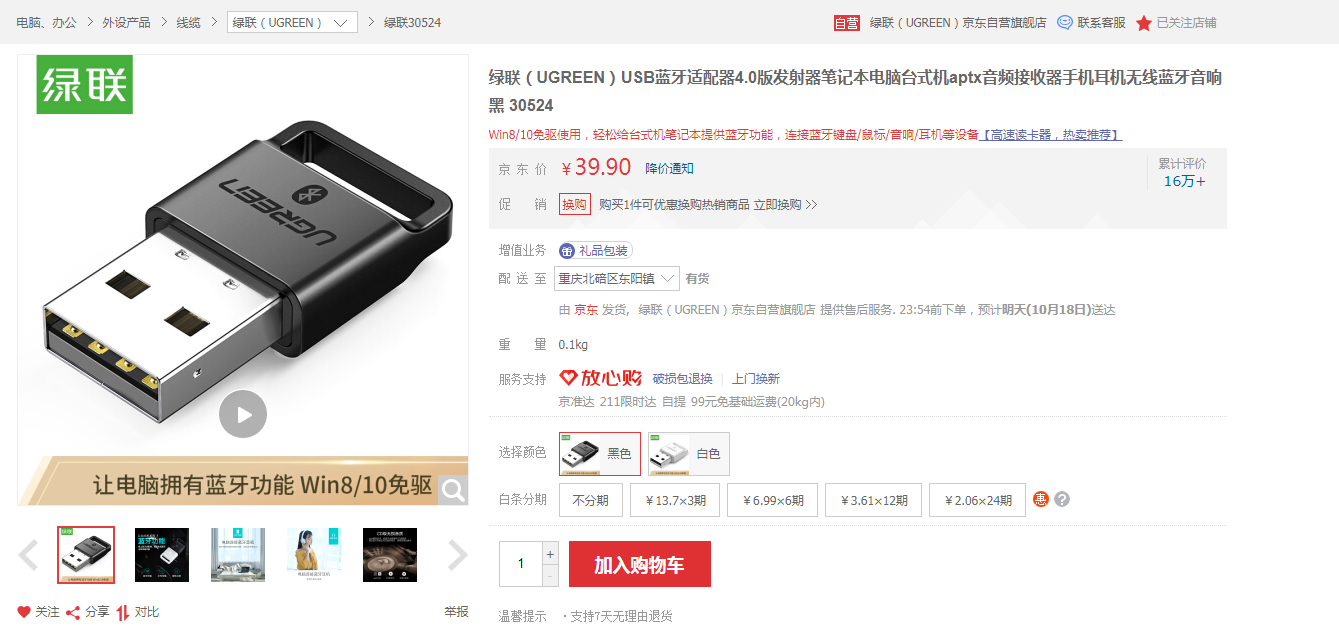 电脑、办公 > 外设产品 > 线缆 > 绿联（UGREEN） > 绿联30524
自营 绿联（UGREEN）京东自营旗舰店 联系客服 已关注店铺
绿联
UGREEN
让电脑拥有蓝牙功能 Win8/10免驱
关注 分享 对比 举报
绿联（UGREEN）USB蓝牙适配器4.0版发射器笔记本电脑台式机aptx音频接收器手机耳机无线蓝牙音响
黑 30524
Win8/10免驱使用，轻松给台式机笔记本提供蓝牙功能，连接蓝牙键盘/鼠标/音响/耳机等设备【高速读卡器，热卖推荐】
京东价 ￥39.90 降价通知
累计评价
16万+
促销 换购 购买1件可优惠换购热销商品 立即换购 >>
增值业务 礼品包装
配送至 重庆北碚区东阳镇 有货
由 京东 发货, 绿联（UGREEN）京东自营旗舰店 提供售后服务. 23:54前下单，预计明天(10月18日)送达
重量 0.1kg
服务支持 放心购 破损包退换 上门换新
京准达 211限时达 自提 99元免基础运费(20kg内)
选择颜色 黑色 白色
白条分期 不分期 ￥13.7×3期 ￥6.99×6期 ￥3.61×12期 ￥2.06×24期 惠 ?
1 + - 加入购物车
温馨提示 ·支持7天无理由退货